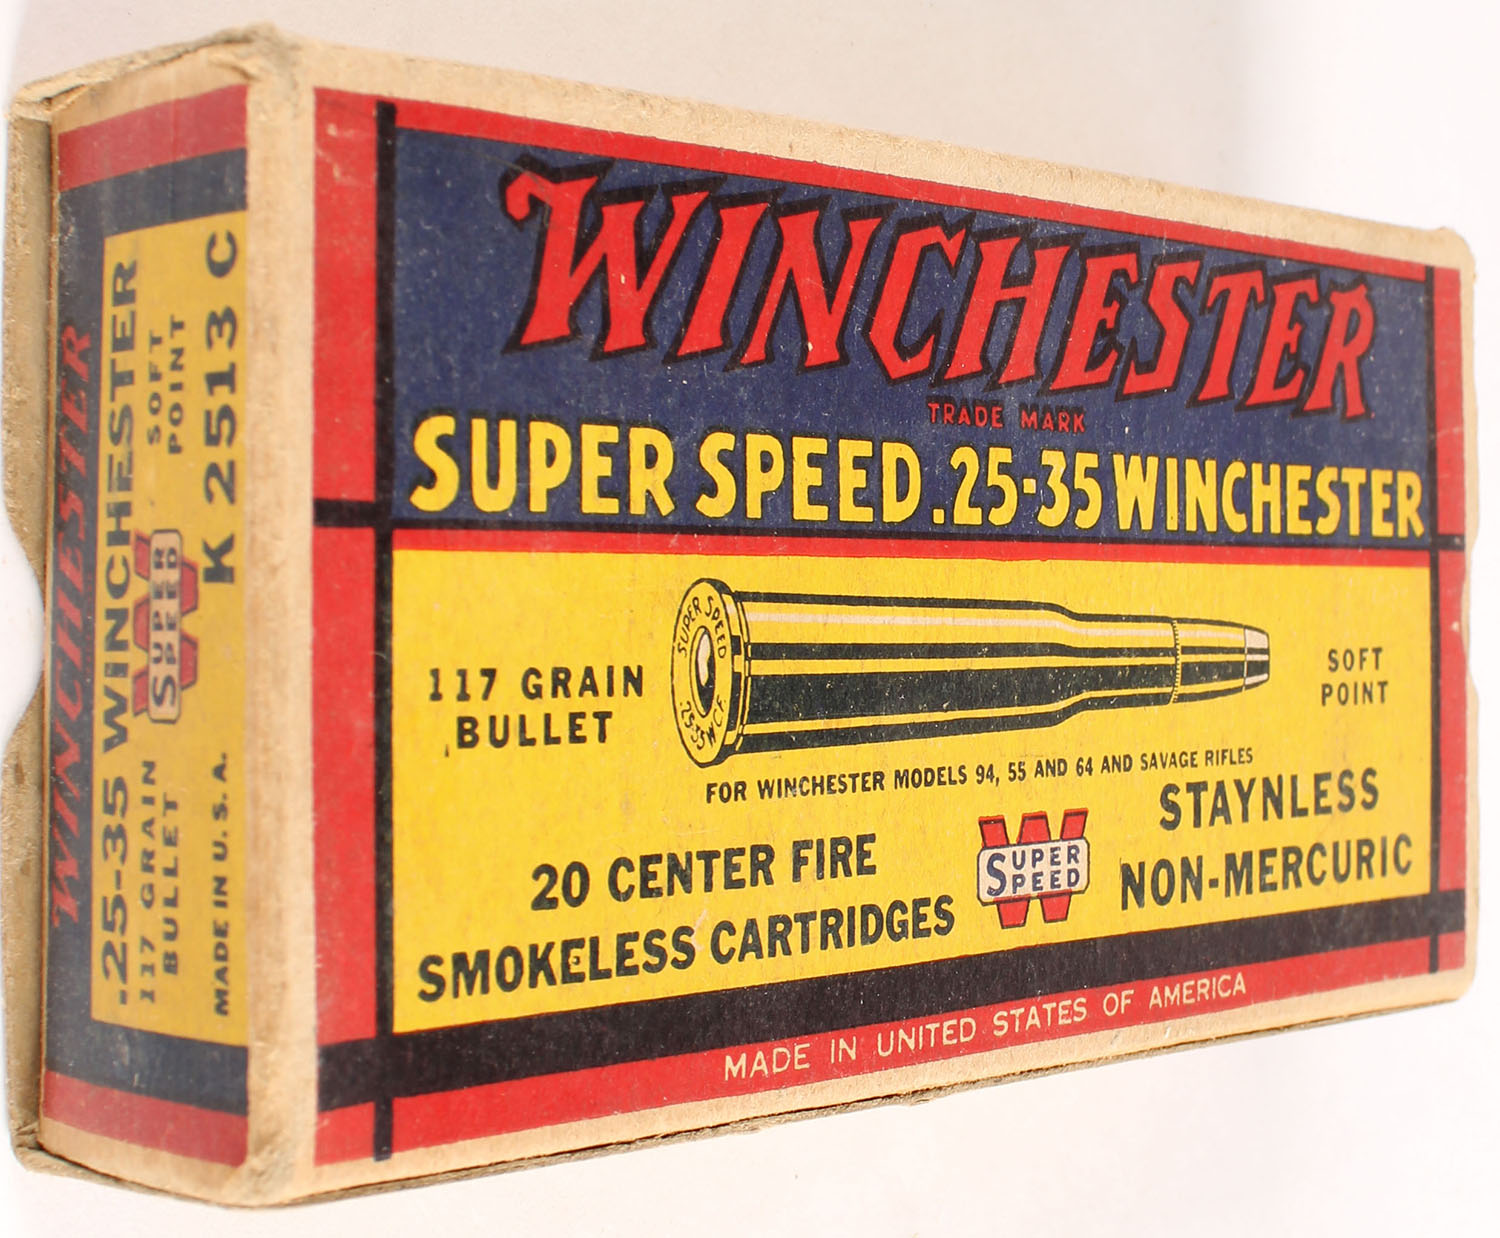 WINCHESTER
TRADE MARK
SUPER SPEED .25-35 WINCHESTER
117 GRAIN
BULLET
SUPER SPEED
.25-35 W.C.F.
SOFT
POINT
FOR WINCHESTER MODELS 94, 55 AND 64 AND SAVAGE RIFLES
20 CENTER FIRE
SMOKELESS CARTRIDGES
W
SUPER
SPEED
STAYNLESS
NON-MERCURIC
MADE IN UNITED STATES OF AMERICA
WINCHESTER
.25-35 WINCHESTER
117 GRAIN
BULLET
W
SUPER
SPEED
SOFT
POINT
MADE IN U.S.A.
K 2513 C